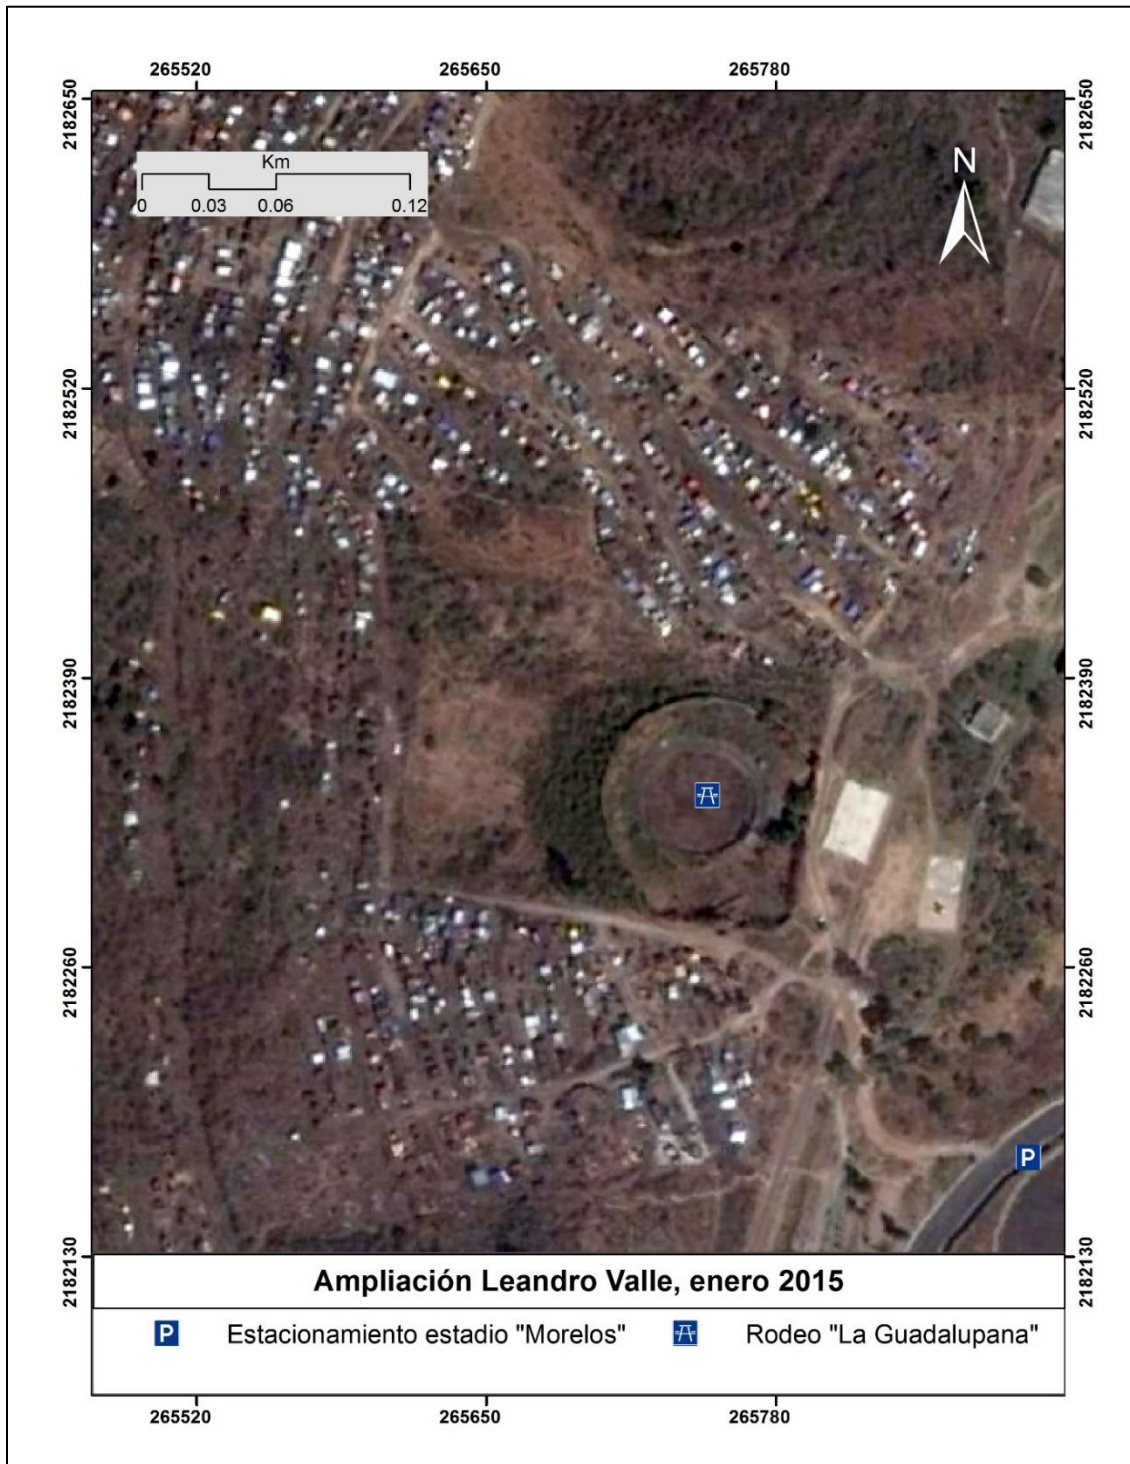 265520 265650 265780
2182650 2182650
Km
0 0.03 0.06 0.12
N
2182520 2182520
2182390 2182390
2182260 2182260
P
2182130 2182130
Ampliación Leandro Valle, enero 2015
P Estacionamiento estadio "Morelos" Rodeo "La Guadalupana"
265520 265650 265780